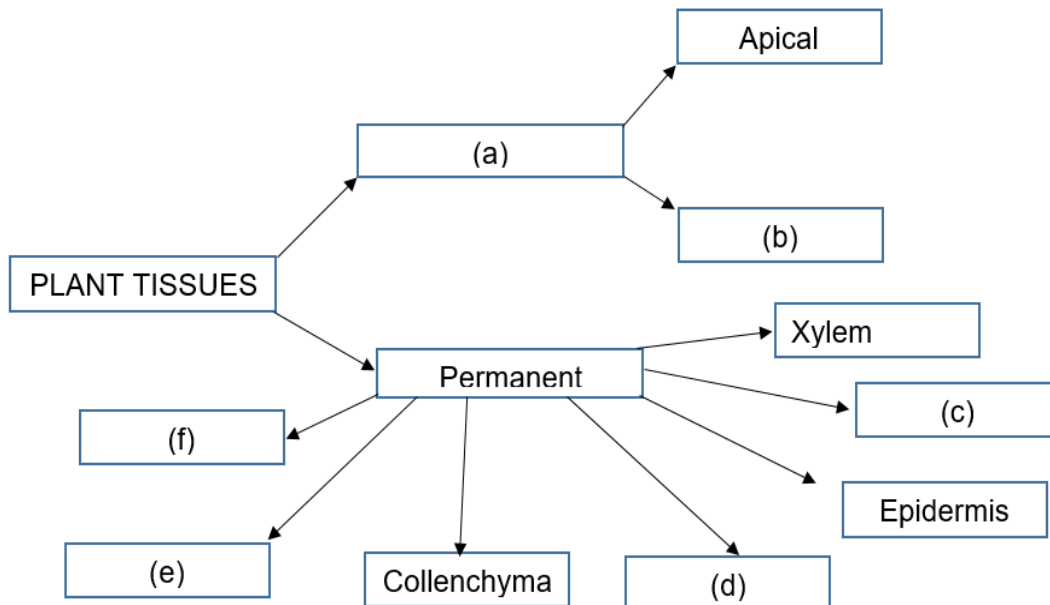 Apical
(a)
(b)
PLANT TISSUES
Xylem
Permanent
(c)
(f)
Epidermis
(e)
Collenchyma
(d)